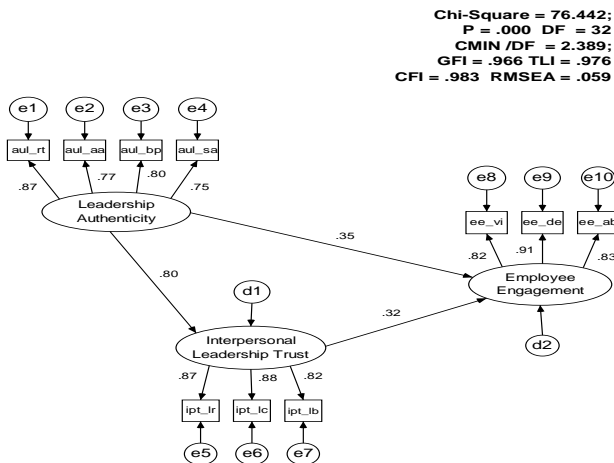 Chi-Square = 76.442;
P = .000 DF = 32
CMIN /DF = 2.389;
GFI = .966 TLI = .976
CFI = .983 RMSEA = .059
e1 e2 e3 e4
aul_rt aul_aa aul_bp aul_sa
.87 .77 .80 .75
Leadership
Authenticity
e8 e9 e10
ee_vi ee_de ee_ab
.82 .91 .83
.35
Employee
Engagement
.80
d1
.32
Interpersonal
Leadership Trust
d2
.87 .88 .82
ipt_lr ipt_lc ipt_lb
e5 e6 e7